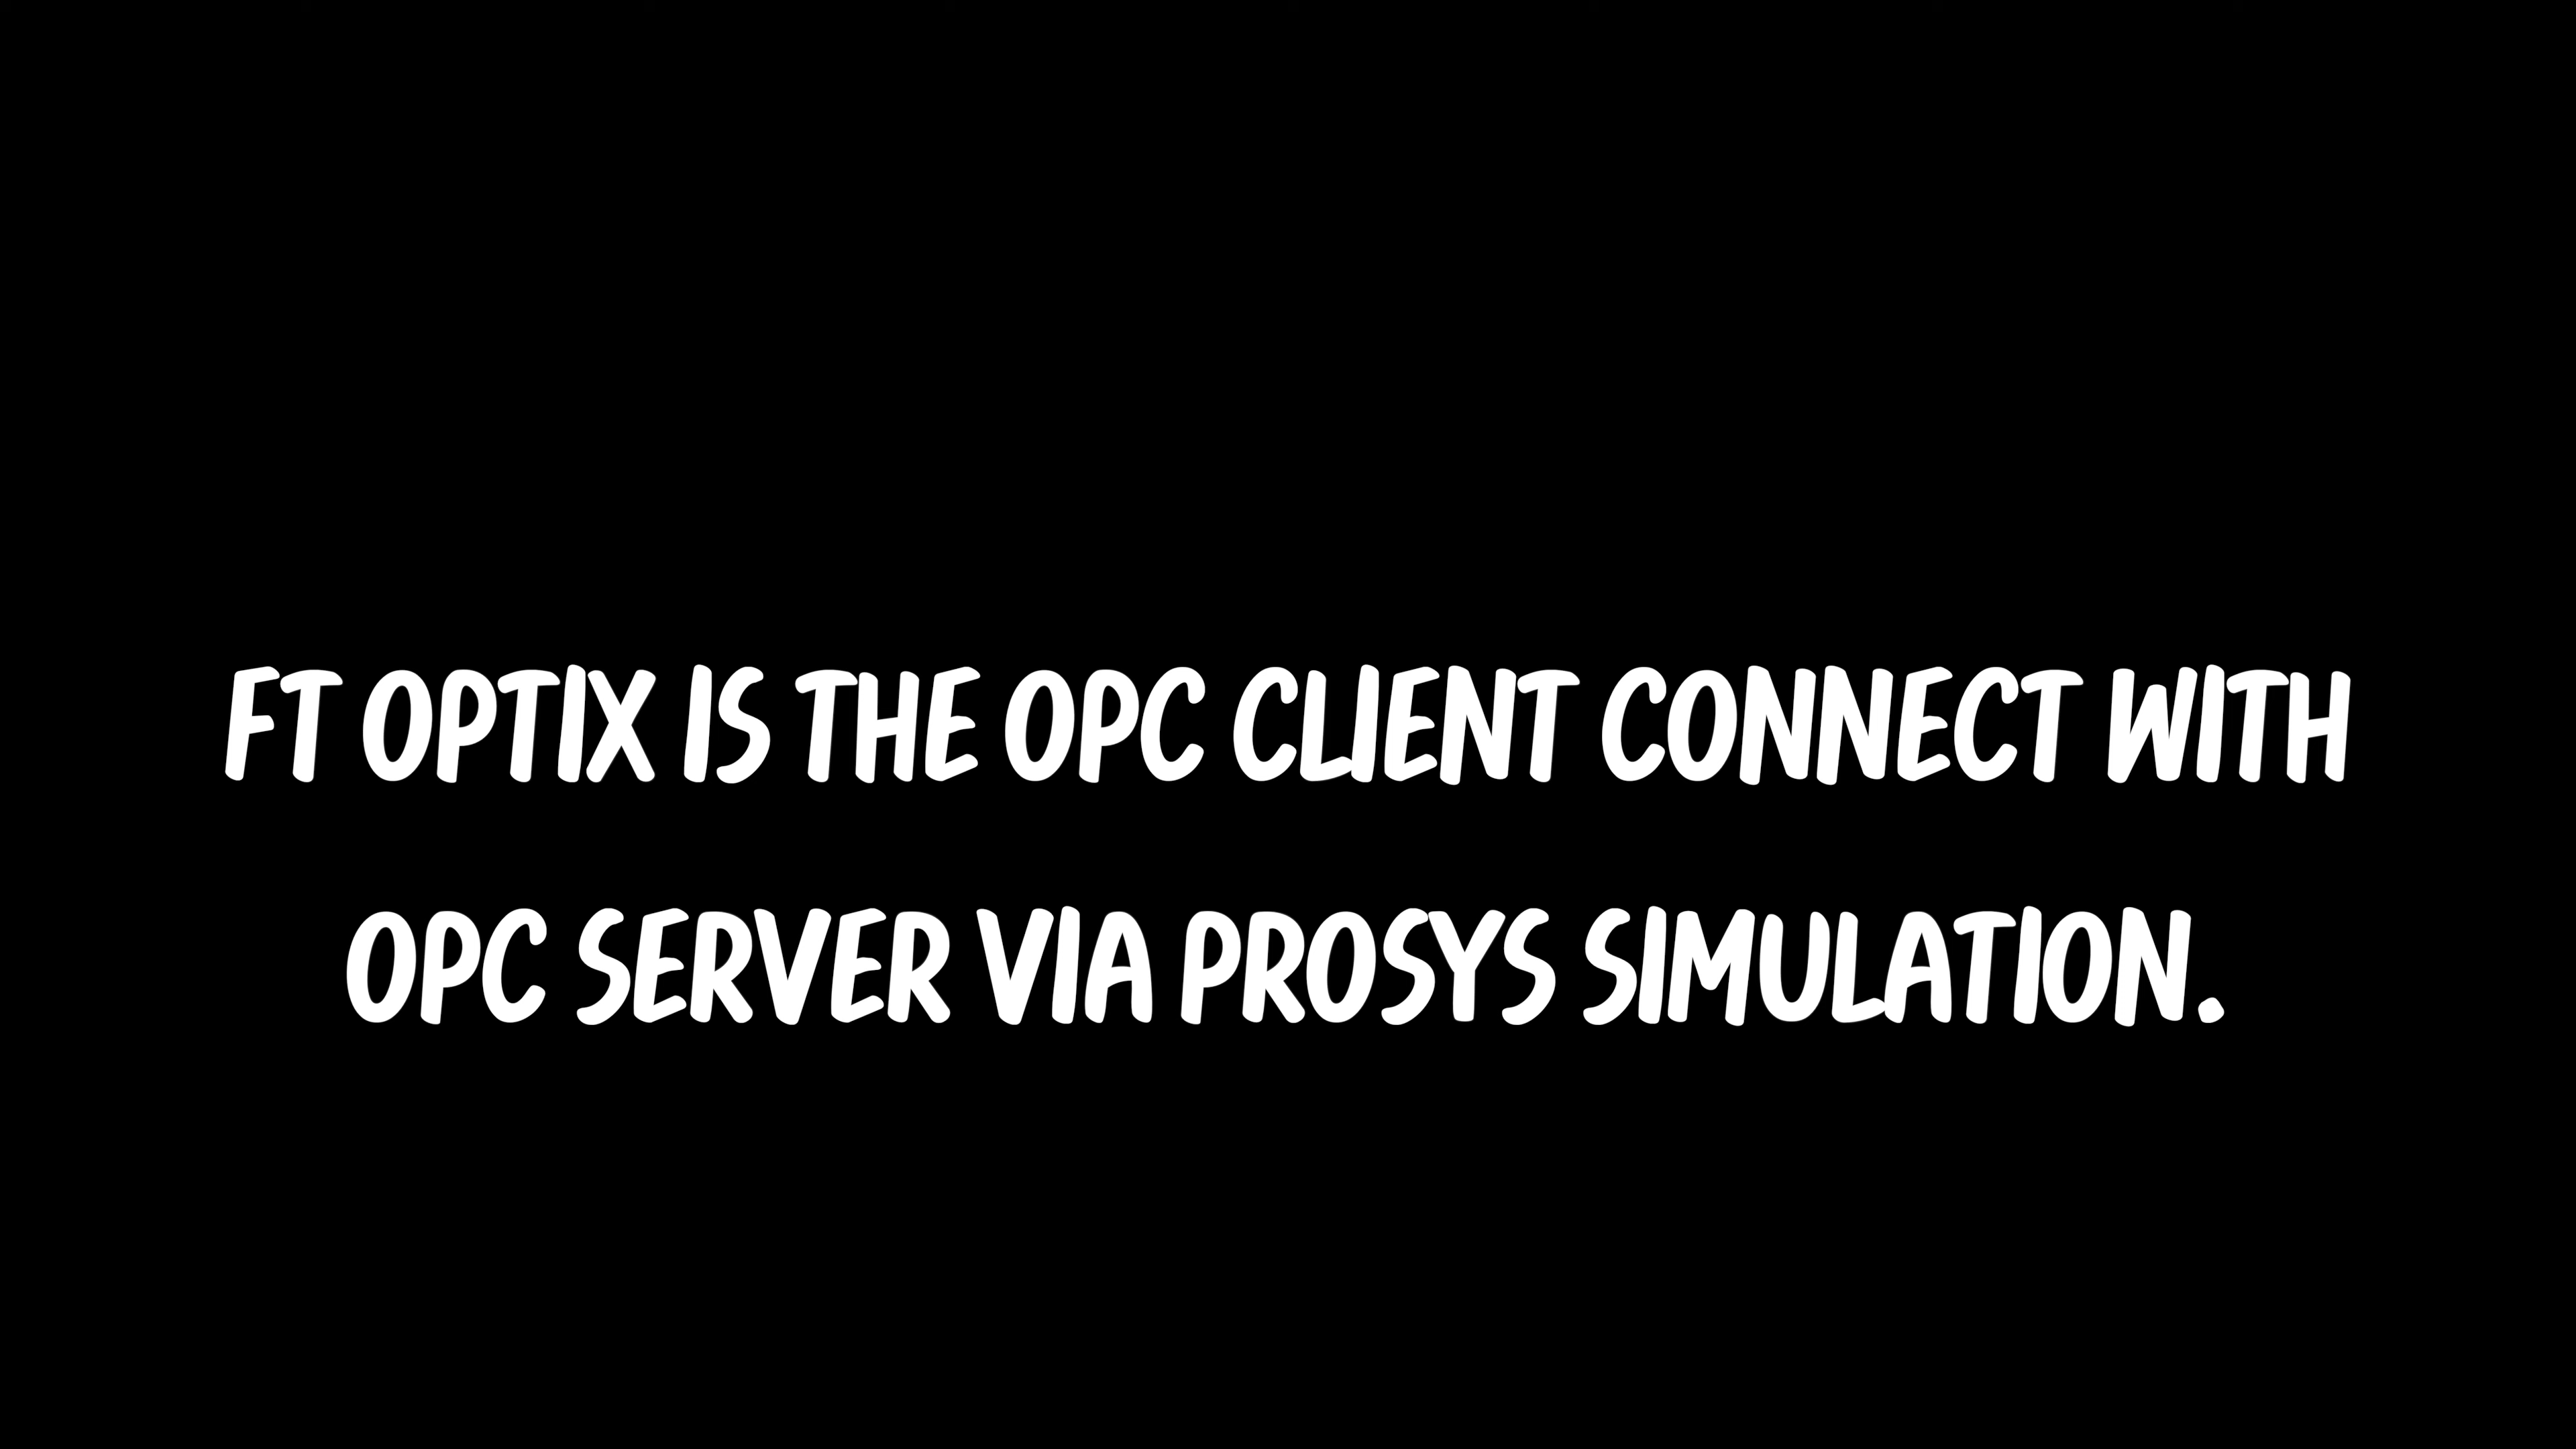 FT OPTIX IS THE OPC CLIENT CONNECT WITH
OPC SERVER VIA PROSYS SIMULATION.